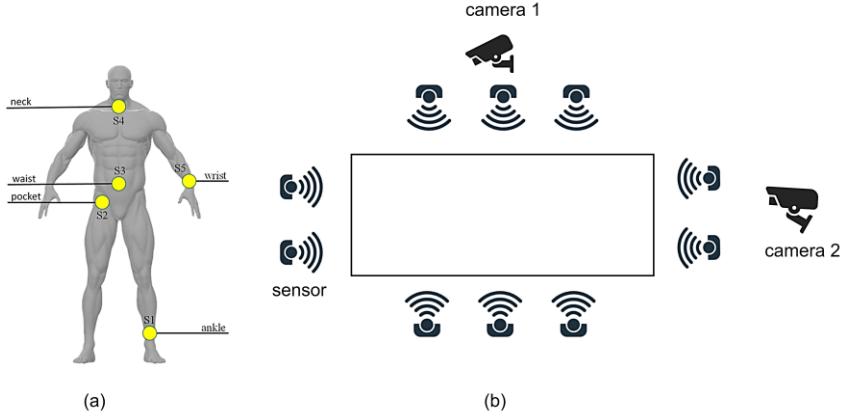 camera 1
neck
S4
S5
waist
S3
wrist
pocket
S2
camera 2
sensor
S1
ankle
(a)
(b)